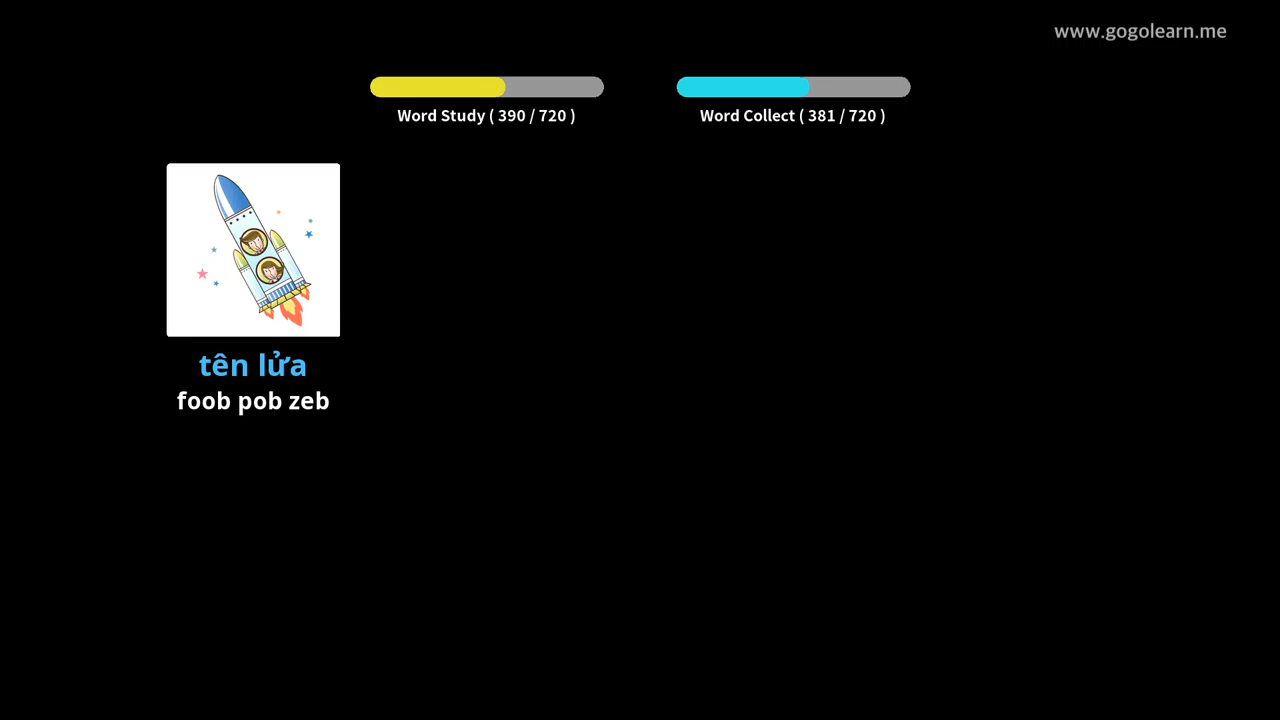 www.gogolearn.me
Word Study ( 390 / 720 )
Word Collect ( 381 / 720 )
tên lửa
foob pob zeb